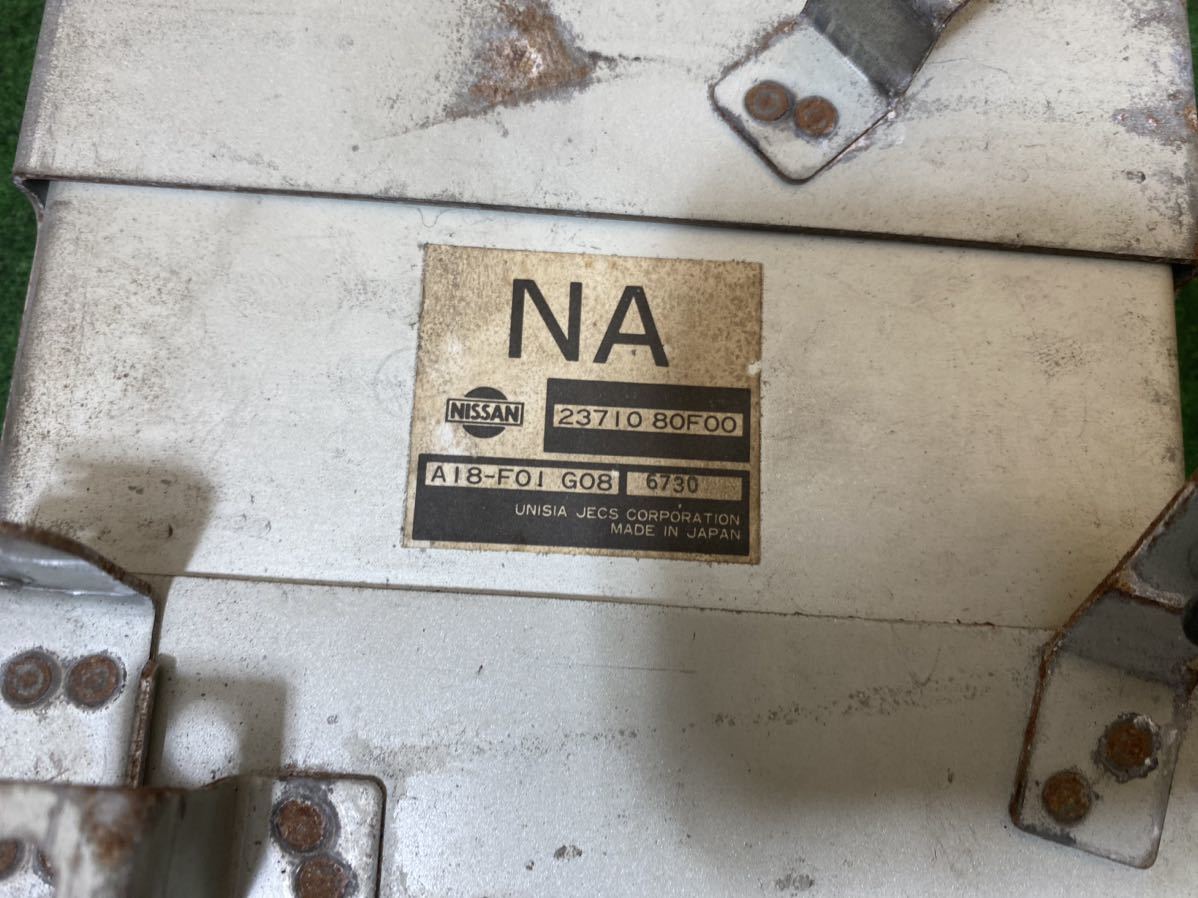 NA
NISSAN
23710 80F00
A18-F01 G08 6730
UNISIA JECS CORPORATION
MADE IN JAPAN